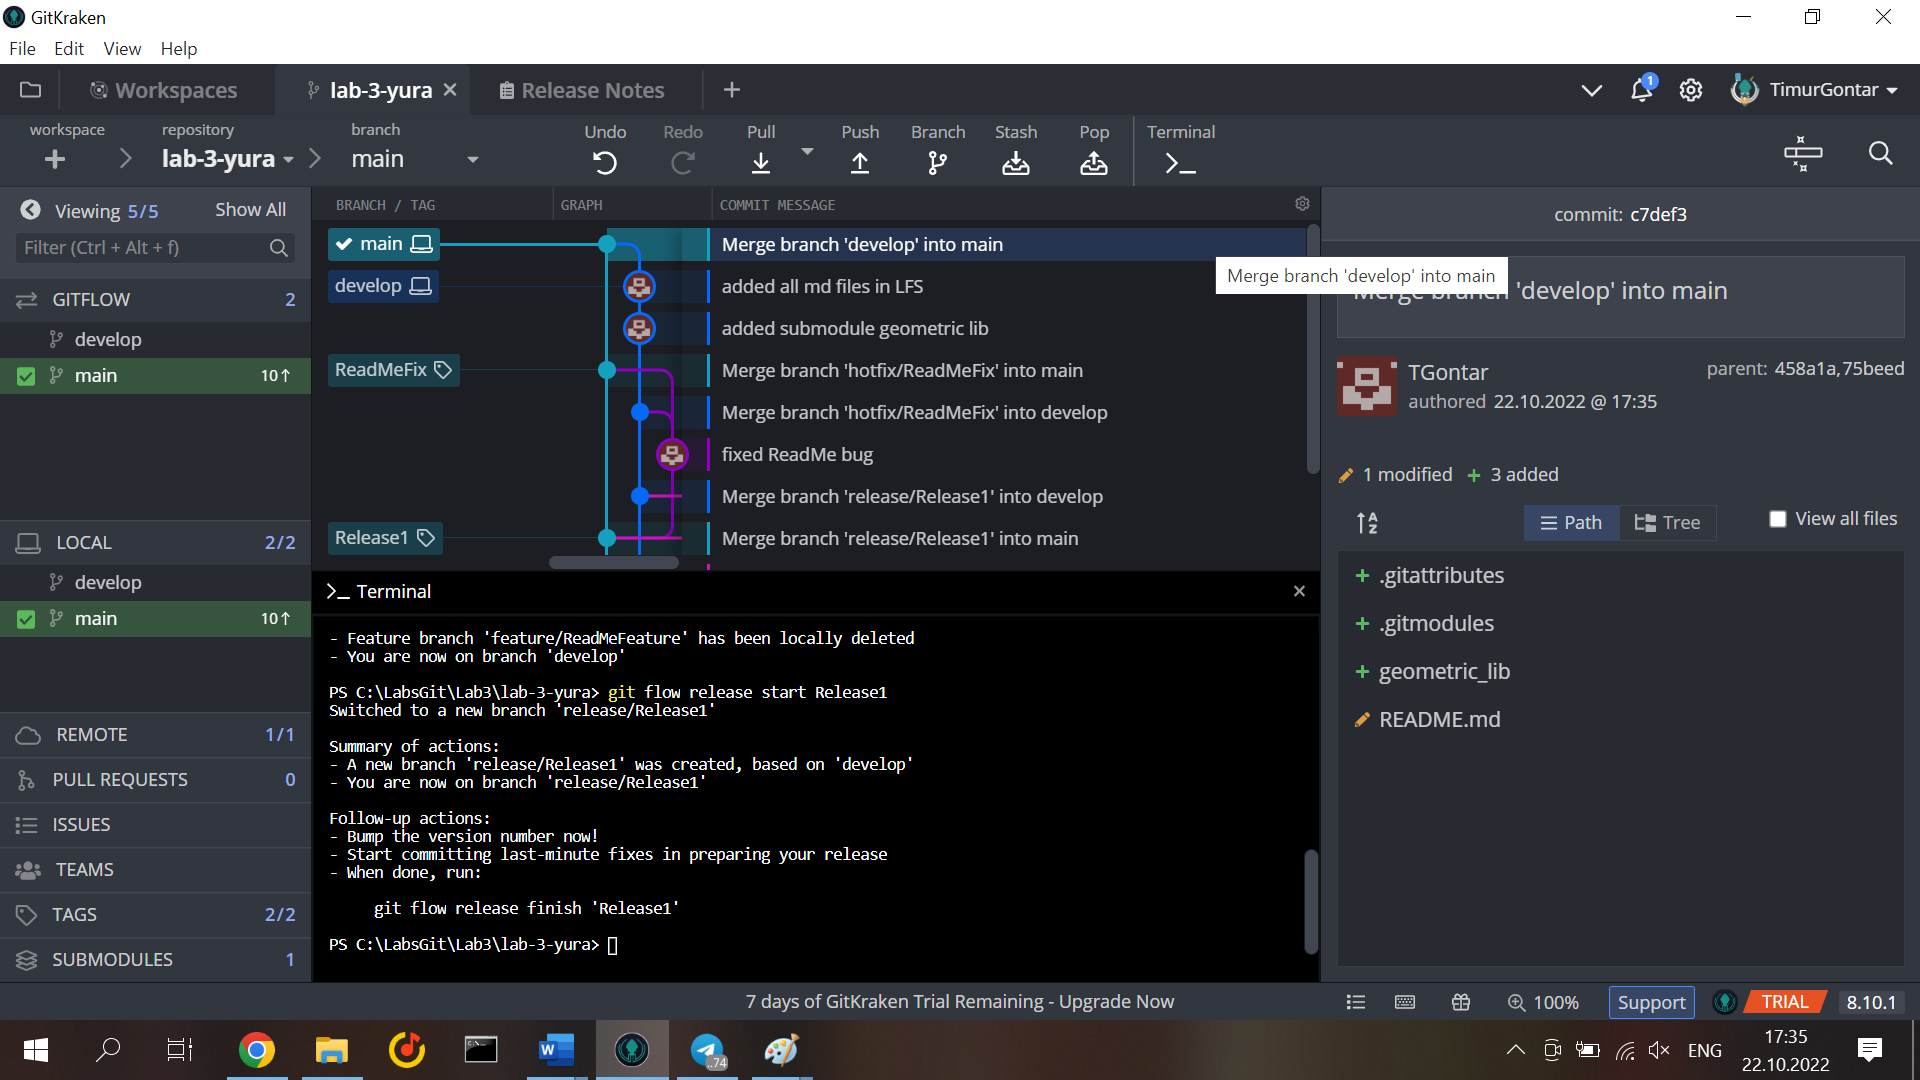 GitKraken
File Edit View Help
Workspaces lab-3-yura Release Notes 1 TimurGontar
workspace repository branch Undo Redo Pull Push Branch Stash Pop Terminal
lab-3-yura main
Viewing 5/5 Show All
Filter (Ctrl + Alt + f)
GITFLOW 2
develop
main 10↑
LOCAL 2/2
develop
main 10↑
REMOTE 1/1
PULL REQUESTS 0
ISSUES
TEAMS
TAGS 2/2
SUBMODULES 1
BRANCH / TAG GRAPH COMMIT MESSAGE
main Merge branch 'develop' into main
develop added all md files in LFS
added submodule geometric lib
ReadMeFix Merge branch 'hotfix/ReadMeFix' into main
Merge branch 'hotfix/ReadMeFix' into develop
fixed ReadMe bug
Merge branch 'release/Release1' into develop
Release1 Merge branch 'release/Release1' into main
Terminal
- Feature branch 'feature/ReadMeFeature' has been locally deleted
- You are now on branch 'develop'
PS C:\LabsGit\Lab3\lab-3-yura> git flow release start Release1
Switched to a new branch 'release/Release1'
Summary of actions:
- A new branch 'release/Release1' was created, based on 'develop'
- You are now on branch 'release/Release1'
Follow-up actions:
- Bump the version number now!
- Start committing last-minute fixes in preparing your release
- When done, run:
git flow release finish 'Release1'
PS C:\LabsGit\Lab3\lab-3-yura>
commit: c7def3
Merge branch 'develop' into main
Merge branch 'develop' into main
TGontar parent: 458a1a,75beed
authored 22.10.2022 @ 17:35
1 modified + 3 added
Path Tree View all files
+ .gitattributes
+ .gitmodules
+ geometric_lib
README.md
7 days of GitKraken Trial Remaining - Upgrade Now 100% Support TRIAL 8.10.1
..74 ENG 17:35
22.10.2022